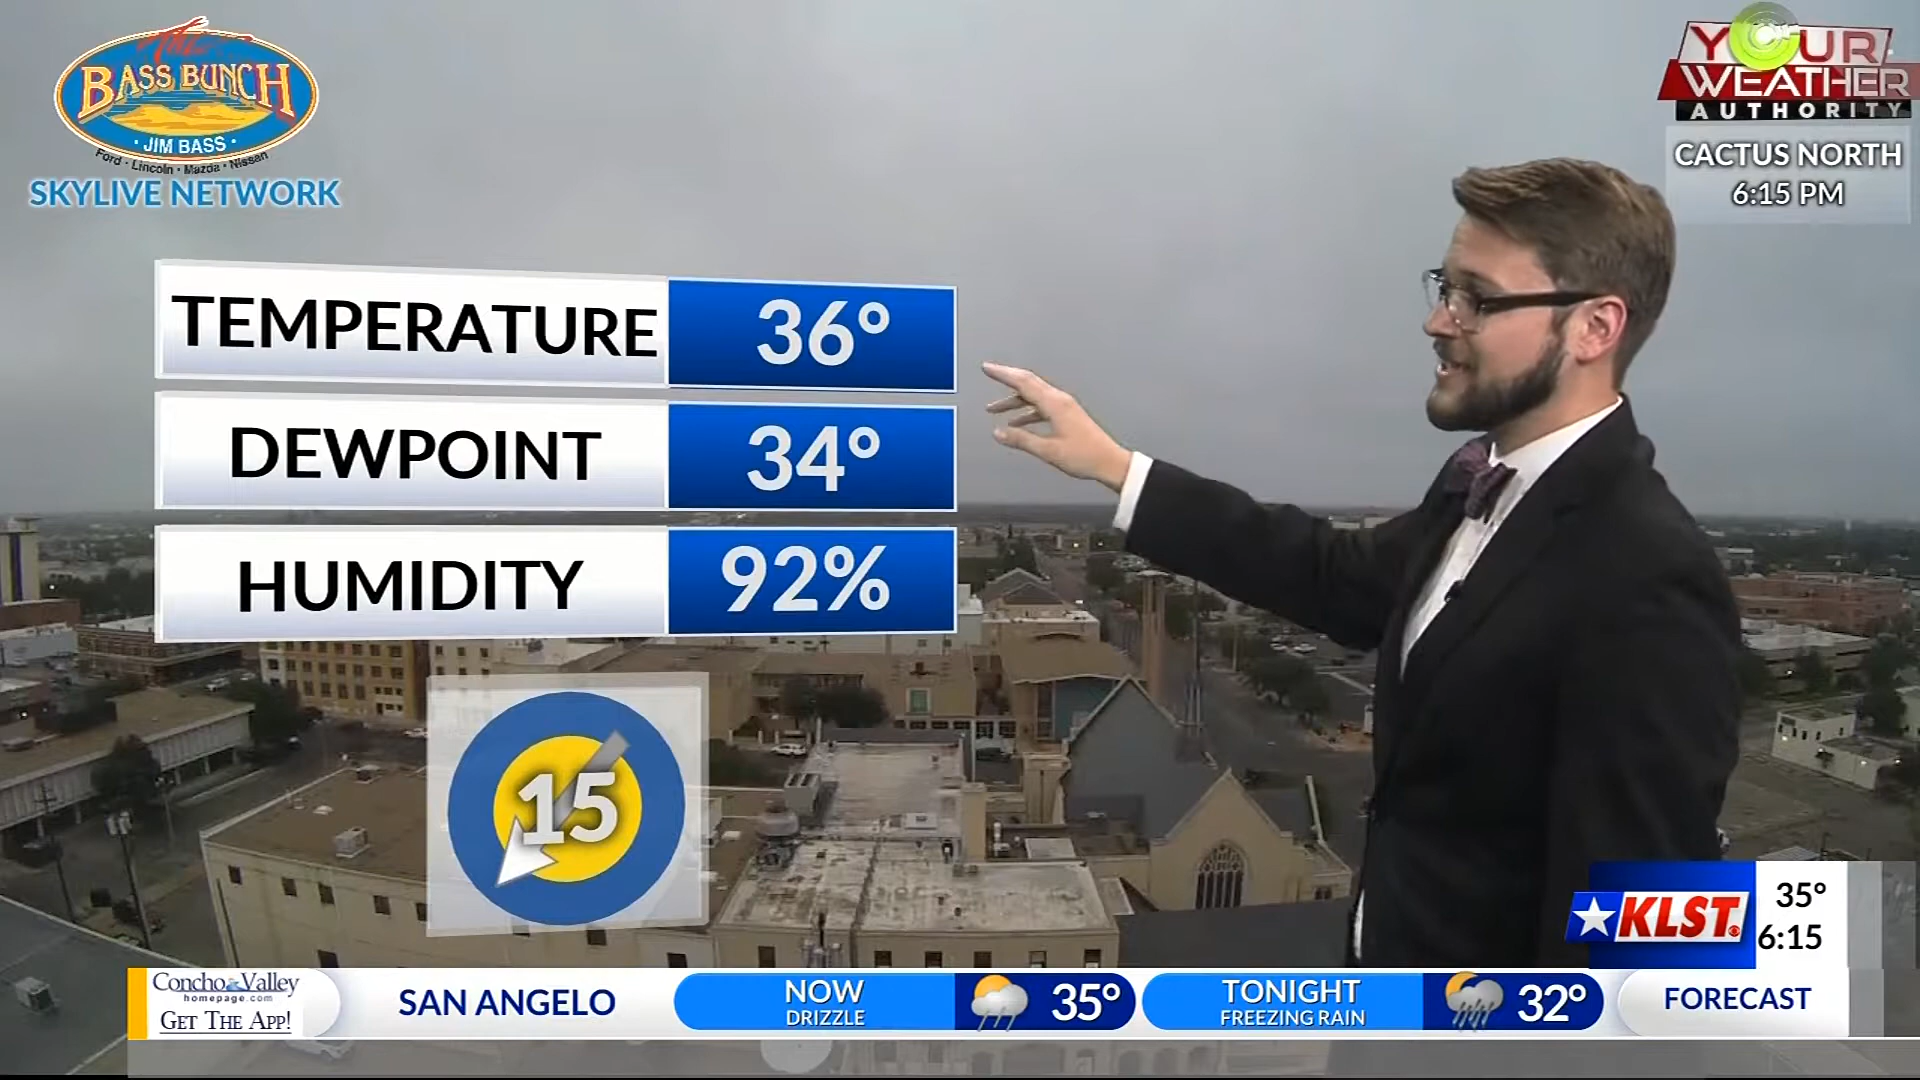 The
BASS BUNCH
· JIM BASS ·
Ford · Lincoln · Mazda · Nissan
SKYLIVE NETWORK
YOUR
WEATHER
AUTHORITY
CACTUS NORTH
6:15 PM
TEMPERATURE 36°
DEWPOINT 34°
HUMIDITY 92%
15
KLST
35°
6:15
Concho Valley
homepage.com
GET THE APP!
SAN ANGELO
NOW
DRIZZLE
35°
TONIGHT
FREEZING RAIN
32°
FORECAST